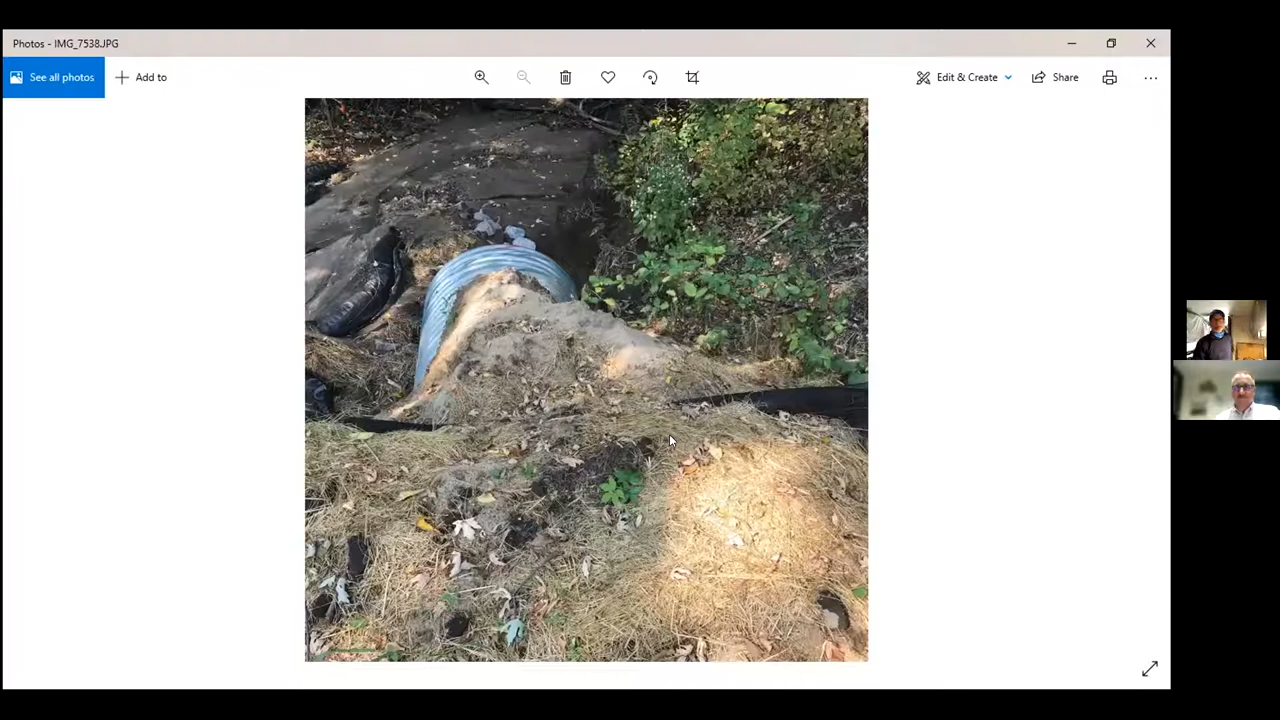 Photos - IMG_7538.JPG
See all photos
Add to
Edit & Create
Share